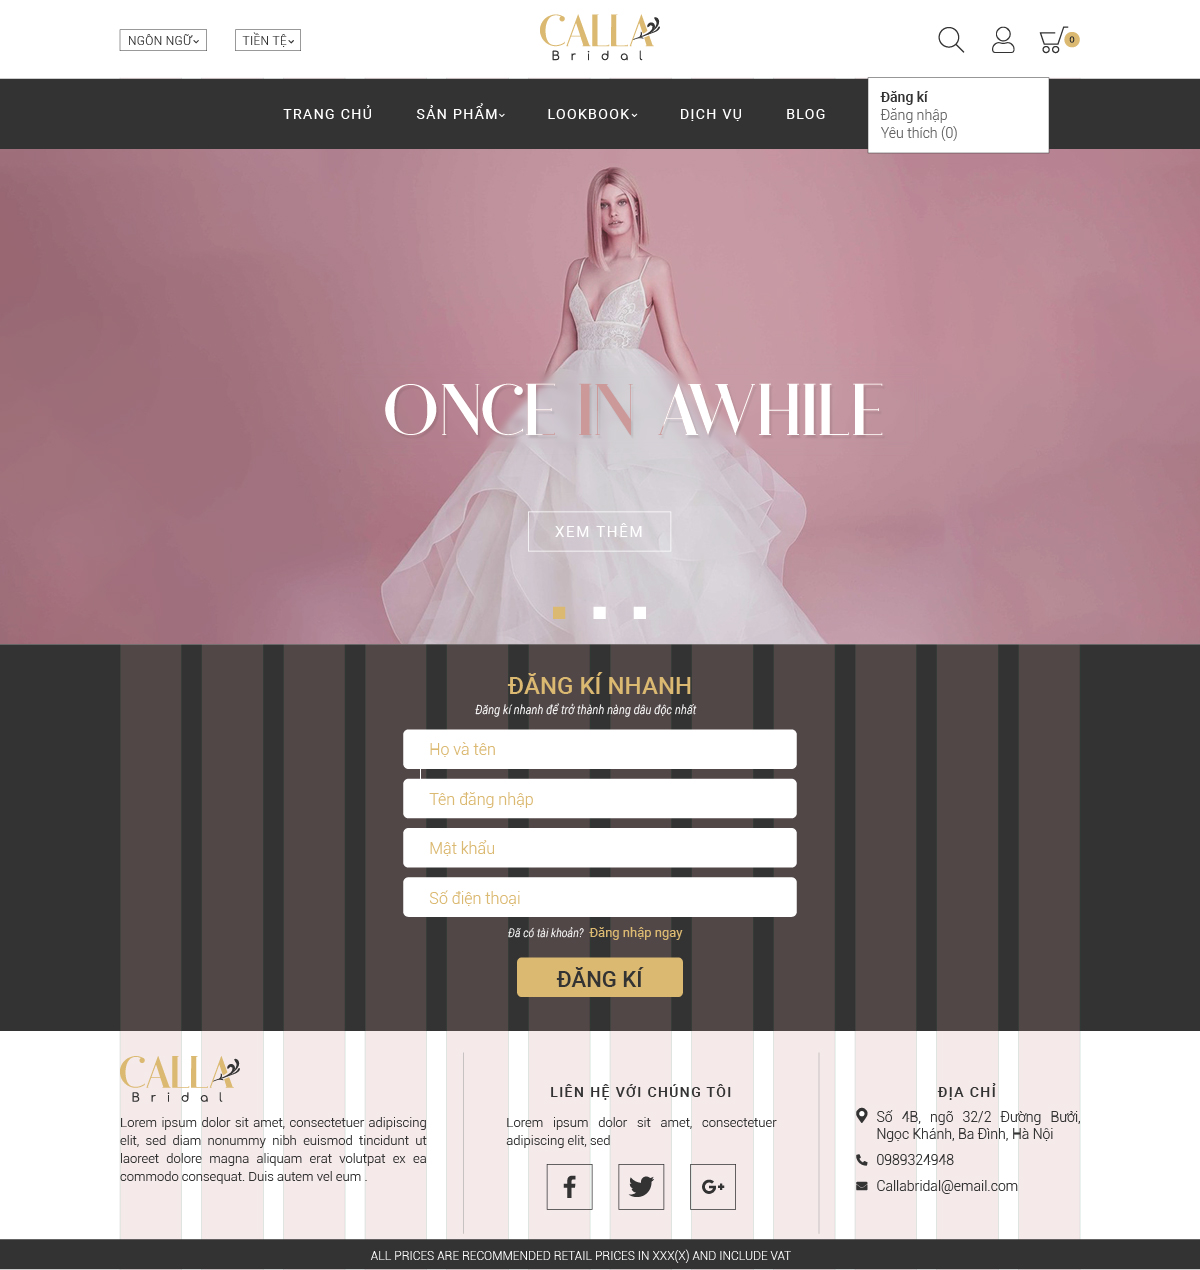 NGÔN NGỮ
TIỀN TỆ
CALLA
Bridal
0
Đăng kí
Đăng nhập
Yêu thích (0)
TRANG CHỦ
SẢN PHẨM
LOOKBOOK
DỊCH VỤ
BLOG
ONCE IN AWHILE
XEM THÊM
ĐĂNG KÍ NHANH
Đăng kí nhanh để trở thành nàng dâu độc nhất
Họ và tên
Tên đăng nhập
Mật khẩu
Số điện thoại
Đã có tài khoản? Đăng nhập ngay
ĐĂNG KÍ
CALLA
Bridal
Lorem ipsum dolor sit amet, consectetuer adipiscing
elit, sed diam nonummy nibh euismod tincidunt ut
laoreet dolore magna aliquam erat volutpat ex ea
commodo consequat. Duis autem vel eum .
LIÊN HỆ VỚI CHÚNG TÔI
Lorem ipsum dolor sit amet, consectetuer
adipiscing elit, sed
f
G+
ĐỊA CHỈ
Số 4B, ngõ 32/2 Đường Bưởi,
Ngọc Khánh, Ba Đình, Hà Nội
0989324948
Callabridal@email.com
ALL PRICES ARE RECOMMENDED RETAIL PRICES IN XXX(X) AND INCLUDE VAT